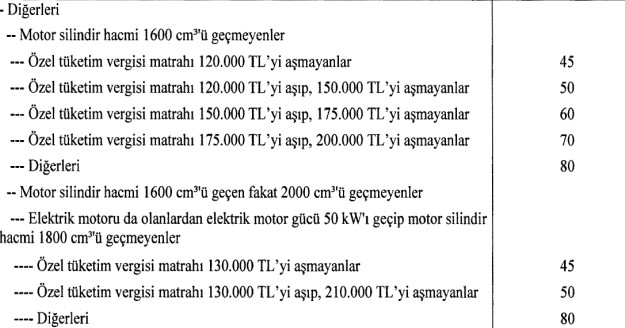 - Diğerleri
-- Motor silindir hacmi 1600 cm³'ü geçmeyenler
--- Özel tüketim vergisi matrahı 120.000 TL'yi aşmayanlar 45
--- Özel tüketim vergisi matrahı 120.000 TL'yi aşıp, 150.000 TL'yi aşmayanlar 50
--- Özel tüketim vergisi matrahı 150.000 TL'yi aşıp, 175.000 TL'yi aşmayanlar 60
--- Özel tüketim vergisi matrahı 175.000 TL'yi aşıp, 200.000 TL'yi aşmayanlar 70
--- Diğerleri 80
-- Motor silindir hacmi 1600 cm³'ü geçen fakat 2000 cm³'ü geçmeyenler
--- Elektrik motoru da olanlardan elektrik motor gücü 50 kW'ı geçip motor silindir
hacmi 1800 cm³'ü geçmeyenler
---- Özel tüketim vergisi matrahı 130.000 TL'yi aşmayanlar 45
---- Özel tüketim vergisi matrahı 130.000 TL'yi aşıp, 210.000 TL'yi aşmayanlar 50
---- Diğerleri 80